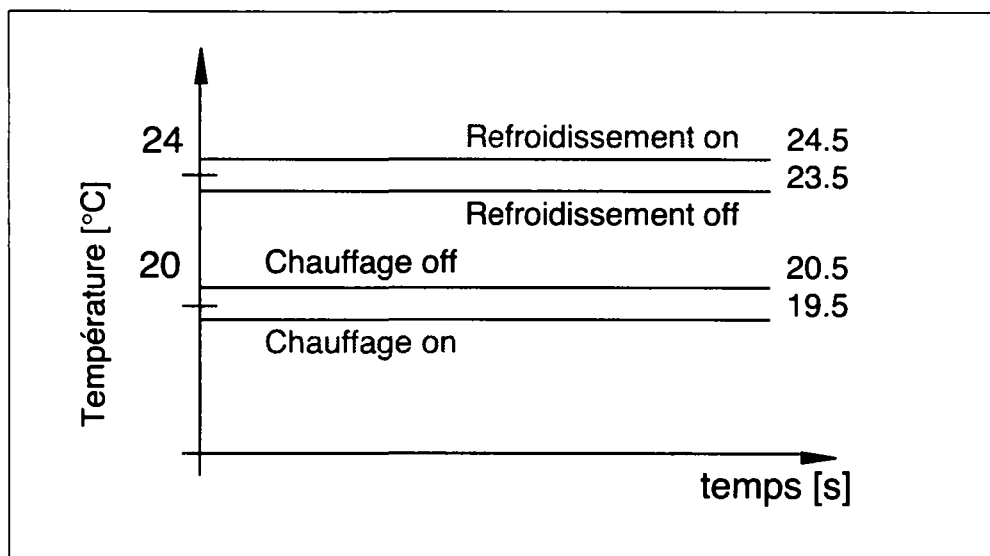 24
Refroidissement on 24.5
23.5
Refroidissement off
20
Chauffage off 20.5
19.5
Chauffage on
Température [°C]
temps [s]